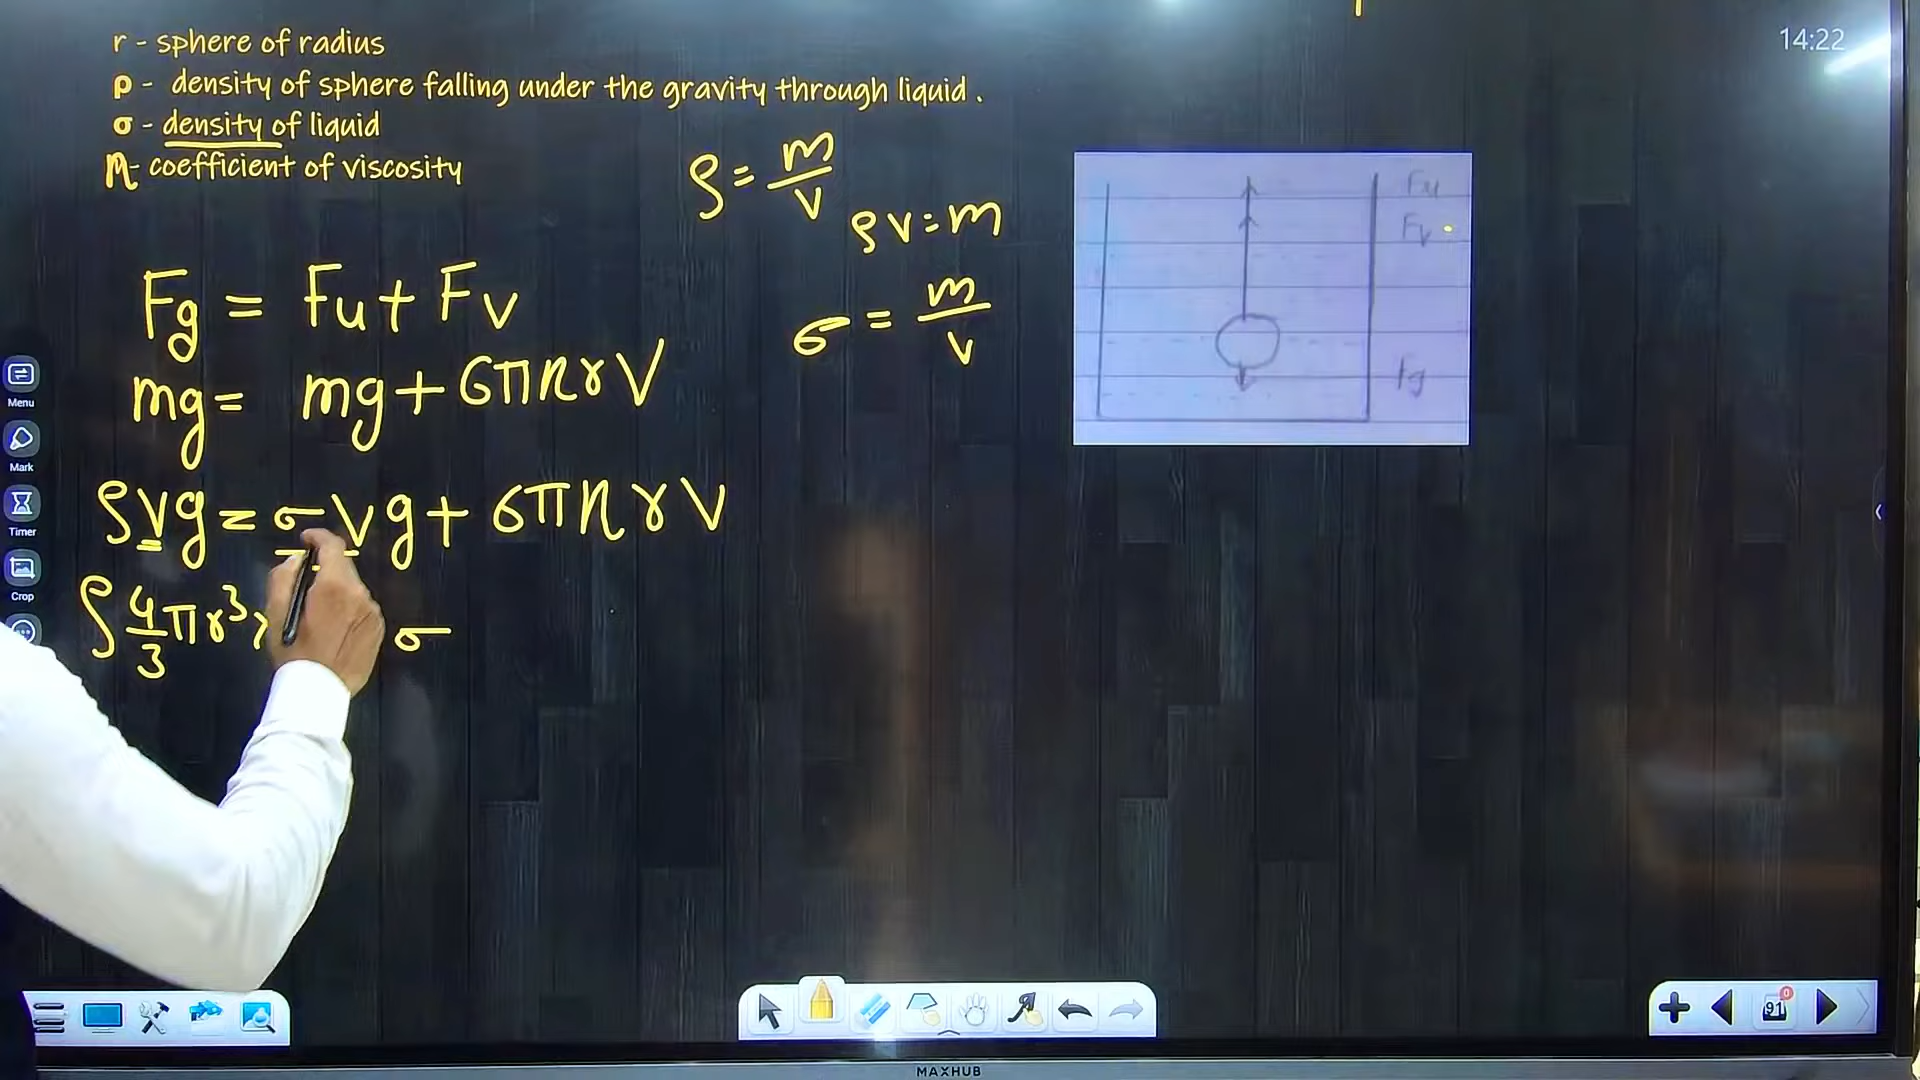 14:22
r - sphere of radius
ρ - density of sphere falling under the gravity through liquid .
σ - density of liquid
η - coefficient of viscosity
ρ = m/v
ρv = m
σ = m/v
Fg = Fu + Fv
mg = mg + 6πηrV
ρvg = σvg + 6πηrv
ρ 4/3 πr³
σ
Fu
Fv
Fg
Menu
Mark
Timer
Crop
91
0
MAXHUB